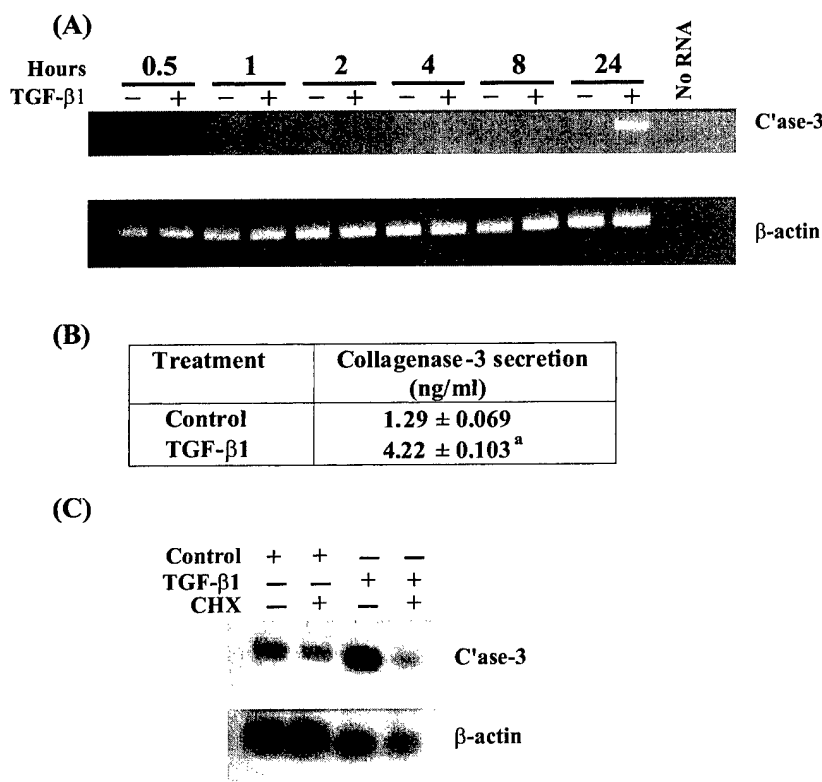 (A)
Hours 0.5 1 2 4 8 24 No RNA
TGF-β1 − + − + − + − + − + − +
C'ase-3
β-actin
(B)
Treatment Collagenase-3 secretion
(ng/ml)
Control 1.29 ± 0.069
TGF-β1 4.22 ± 0.103 a
(C)
Control + + − −
TGF-β1 − − + +
CHX − + − +
C'ase-3
β-actin